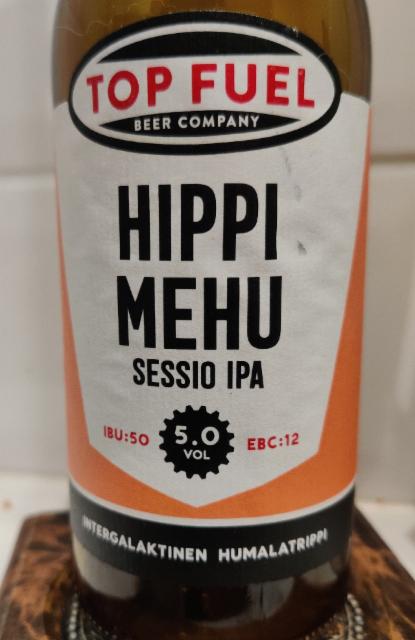 TOP FUEL
BEER COMPANY
HIPPI
MEHU
SESSIO IPA
IBU:50 5.0 EBC:12
VOL
INTERGALAKTINEN HUMALATRIPPI